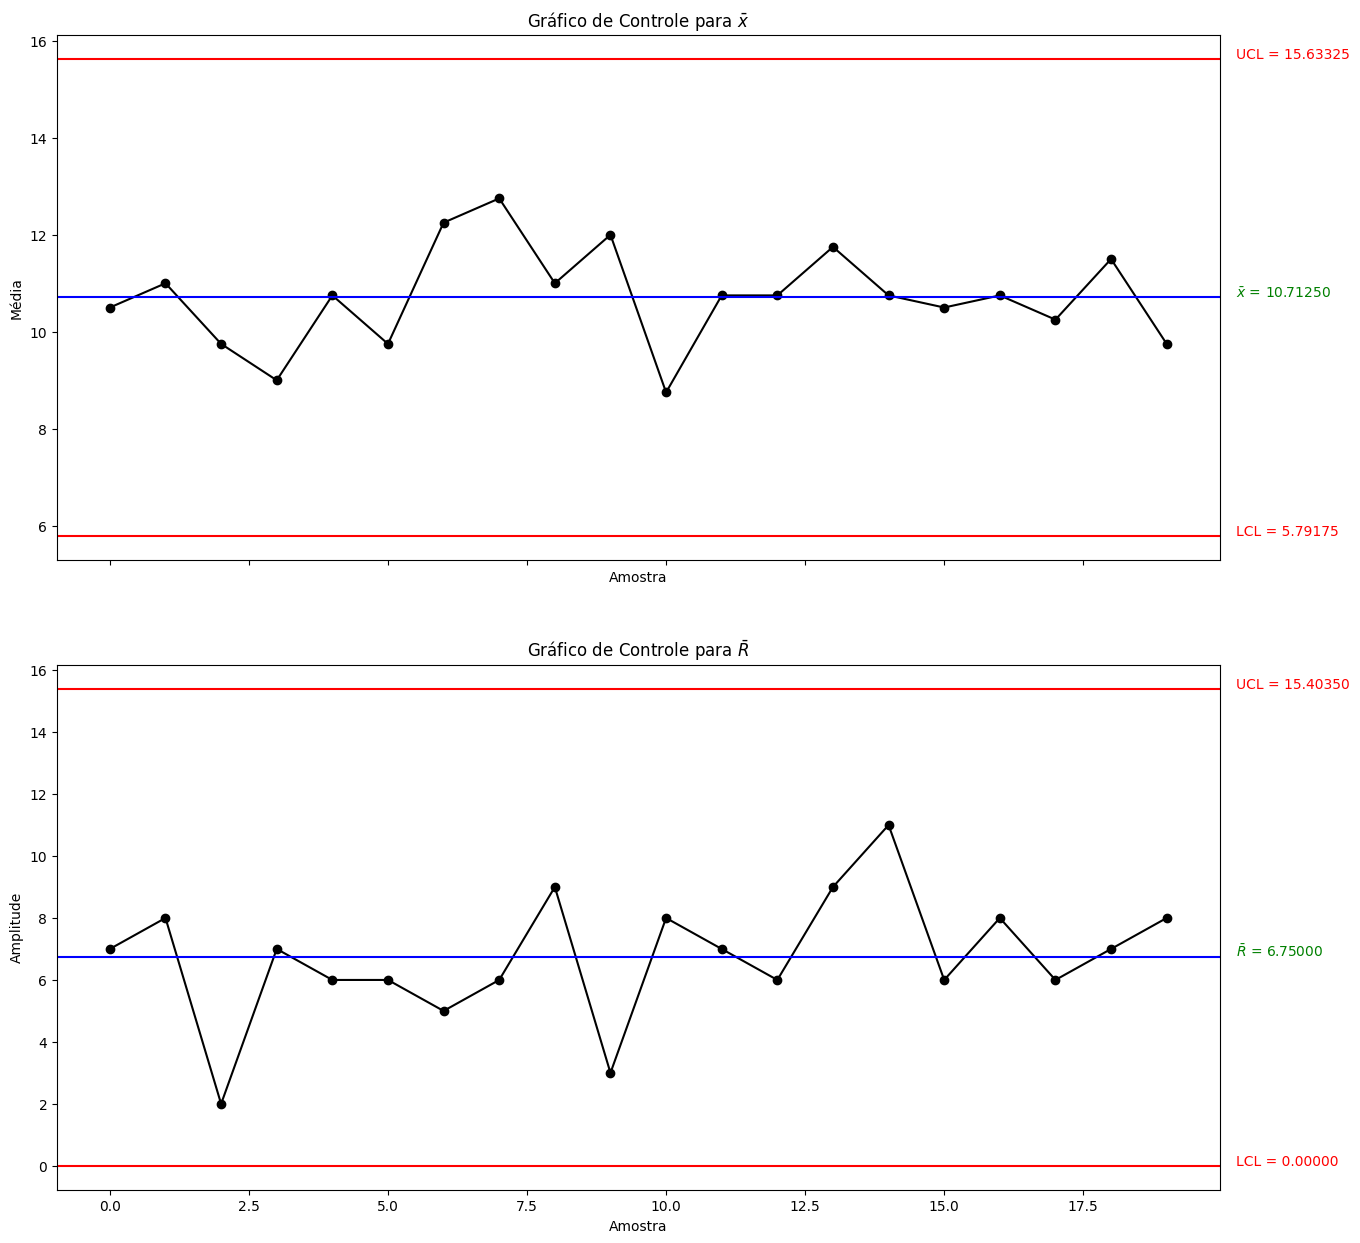 Gráfico de Controle para x̄
16
UCL = 15.63325
14
12
Média
x̄ = 10.71250
10
8
6
LCL = 5.79175
Amostra
Gráfico de Controle para R̄
16
UCL = 15.40350
14
12
10
8
Amplitude
R̄ = 6.75000
6
4
2
0
LCL = 0.00000
0.0 2.5 5.0 7.5 10.0 12.5 15.0 17.5
Amostra